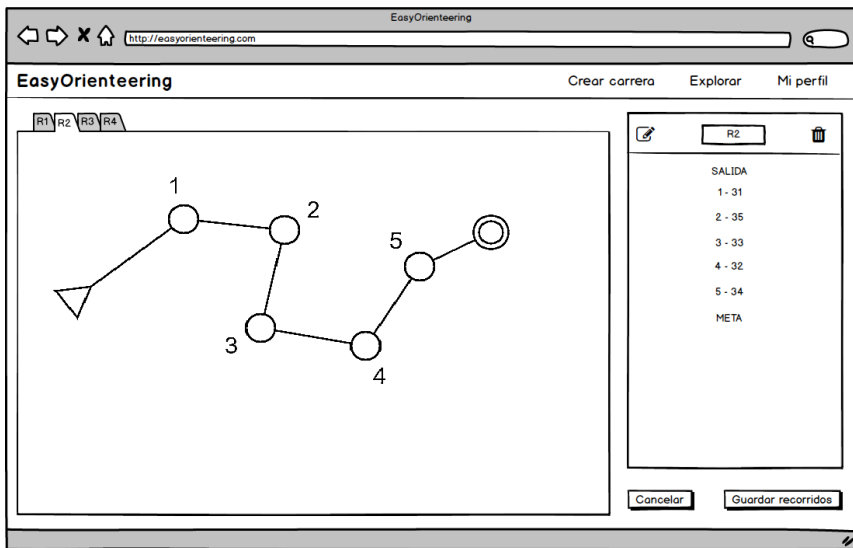 EasyOrienteering
http://easyorienteering.com
EasyOrienteering
Crear carrera
Explorar
Mi perfil
R1 R2 R3 R4
1
2
3
4
5
R2
SALIDA
1 - 31
2 - 35
3 - 33
4 - 32
5 - 34
META
Cancelar
Guardar recorridos